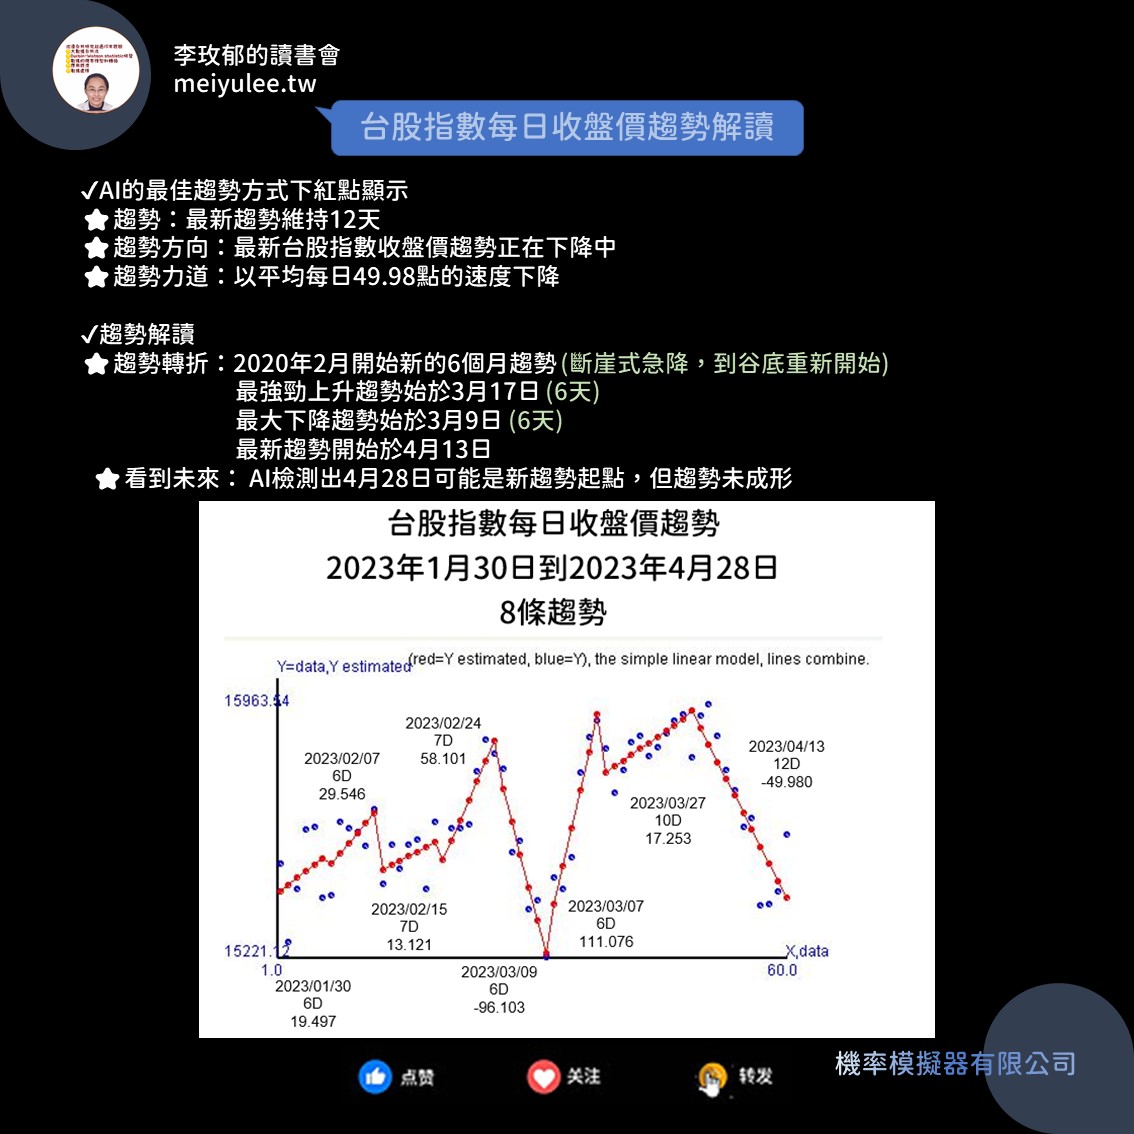 李玫郁的讀書會
meiyulee.tw
台股指數每日收盤價趨勢解讀
✓AI的最佳趨勢方式下紅點顯示
★趨勢：最新趨勢維持12天
★趨勢方向：最新台股指數收盤價趨勢正在下降中
★趨勢力道：以平均每日49.98點的速度下降
✓趨勢解讀
★趨勢轉折：2020年2月開始新的6個月趨勢(斷崖式急降，到谷底重新開始)
最強勁上升趨勢始於3月17日(6天)
最大下降趨勢始於3月9日(6天)
最新趨勢開始於4月13日
★看到未來： AI檢測出4月28日可能是新趨勢起點，但趨勢未成形
台股指數每日收盤價趨勢
2023年1月30日到2023年4月28日
8條趨勢
Y=data,Y estimated
(red=Y estimated, blue=Y), the simple linear model, lines combine.
15963.54
2023/02/24
7D
58.101
2023/02/07
6D
29.546
2023/04/13
12D
-49.980
2023/03/27
10D
17.253
2023/02/15
7D
13.121
2023/03/07
6D
111.076
15221.12
X,data
1.0
60.0
2023/03/09
6D
-96.103
2023/01/30
6D
19.497
機率模擬器有限公司
点赞
关注
转发